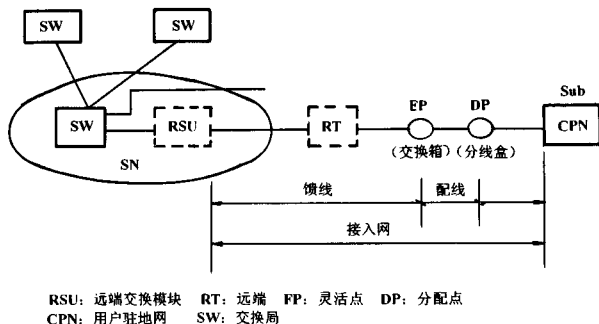 SW
SW
Sub
EP
DP
SW
RSU
RT
CPN
(交换箱)(分线盒)
SN
馈线
配线
接入网
RSU：远端交换模块 RT：远端 FP：灵活点 DP：分配点
CPN：用户驻地网 SW：交换局